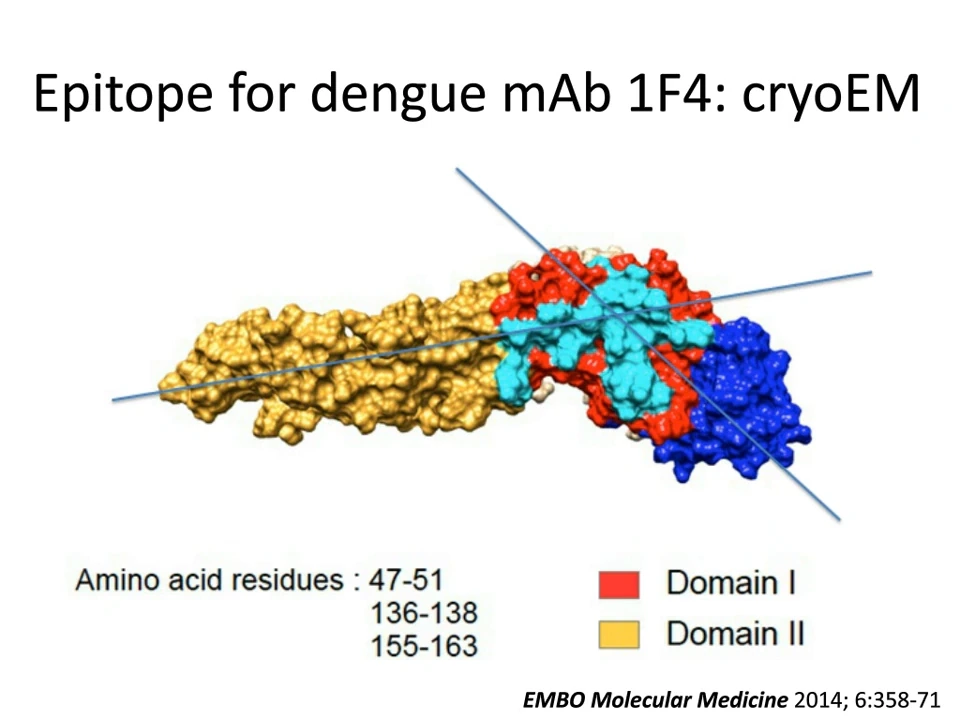 Epitope for dengue mAb 1F4: cryoEM
Amino acid residues : 47-51
136-138
155-163
Domain I
Domain II
EMBO Molecular Medicine 2014; 6:358-71